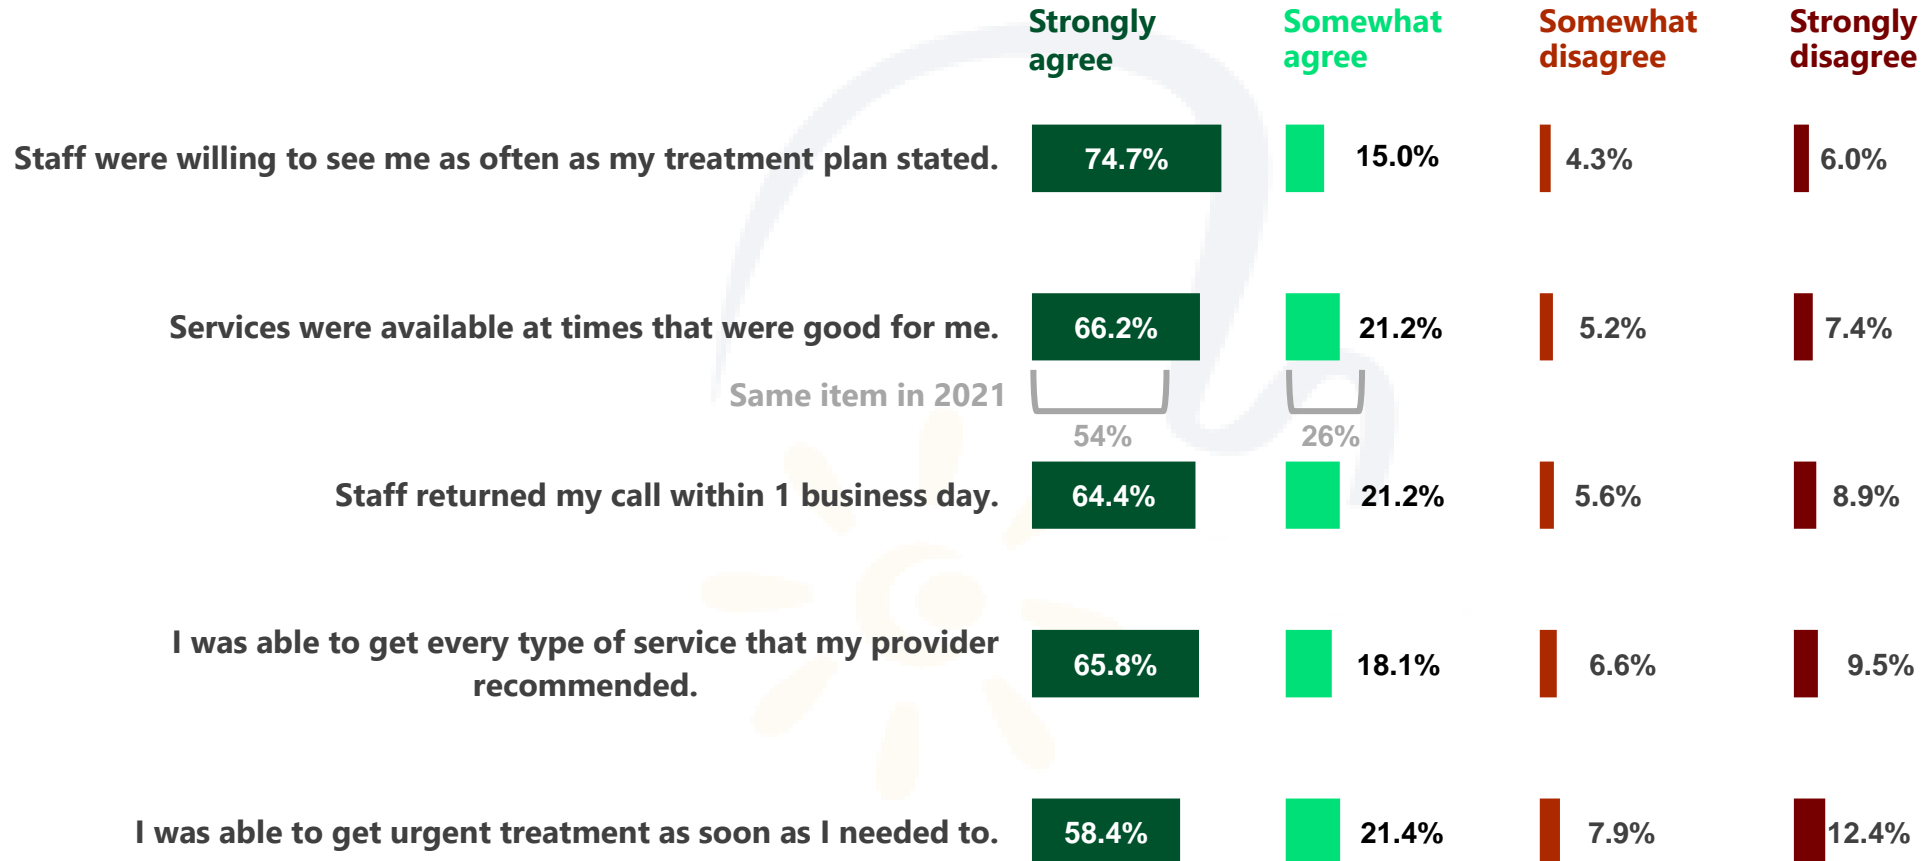 Strongly agree
Somewhat agree
Somewhat disagree
Strongly disagree
Staff were willing to see me as often as my treatment plan stated.
74.7%
15.0%
4.3%
6.0%
Services were available at times that were good for me.
66.2%
21.2%
5.2%
7.4%
Same item in 2021
54%
26%
Staff returned my call within 1 business day.
64.4%
21.2%
5.6%
8.9%
I was able to get every type of service that my provider
recommended.
65.8%
18.1%
6.6%
9.5%
I was able to get urgent treatment as soon as I needed to.
58.4%
21.4%
7.9%
12.4%